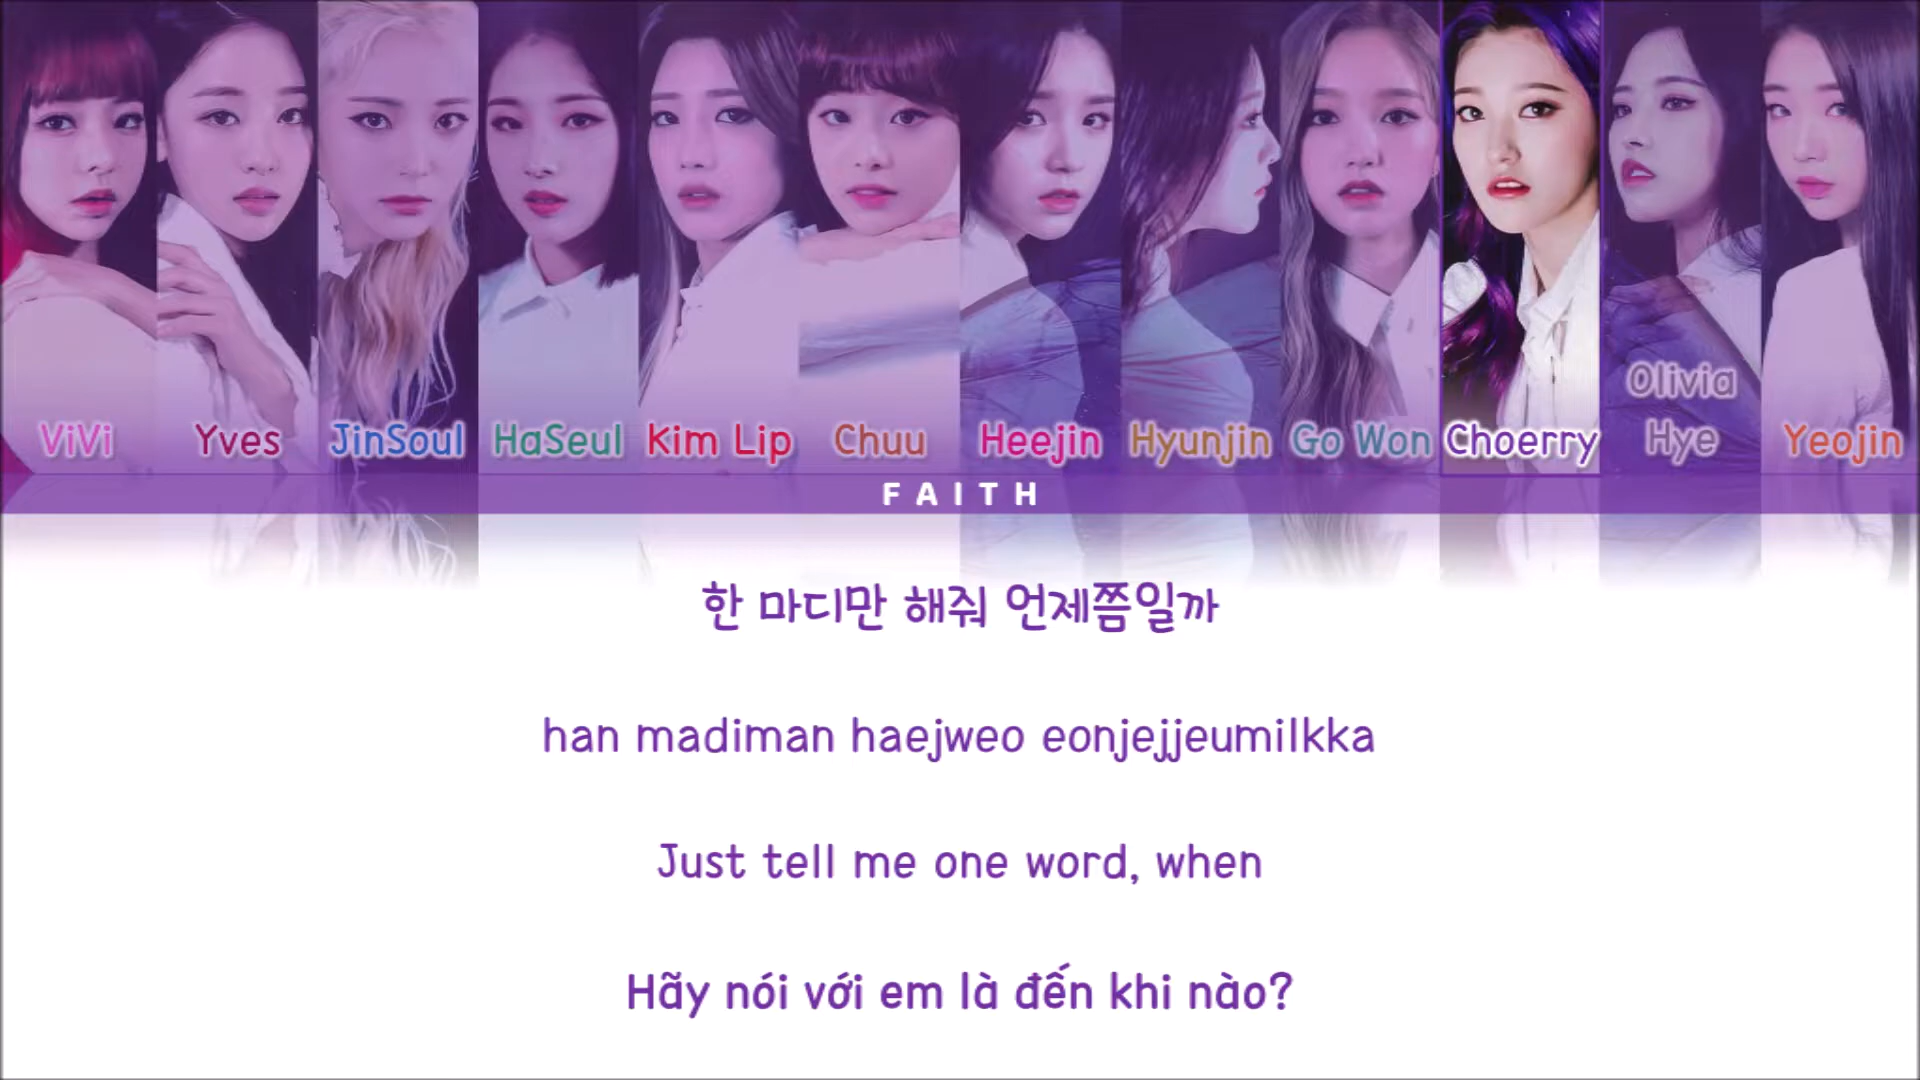 ViVi
Yves
JinSoul
HaSeul
Kim Lip
Chuu
Heejin
Hyunjin
Go Won
Choerry
Olivia
Hye
Yeojin
FAITH
한 마디만 해줘 언제쯤일까
han madiman haejweo eonjejjeumilkka
Just tell me one word, when
Hãy nói với em là đến khi nào?